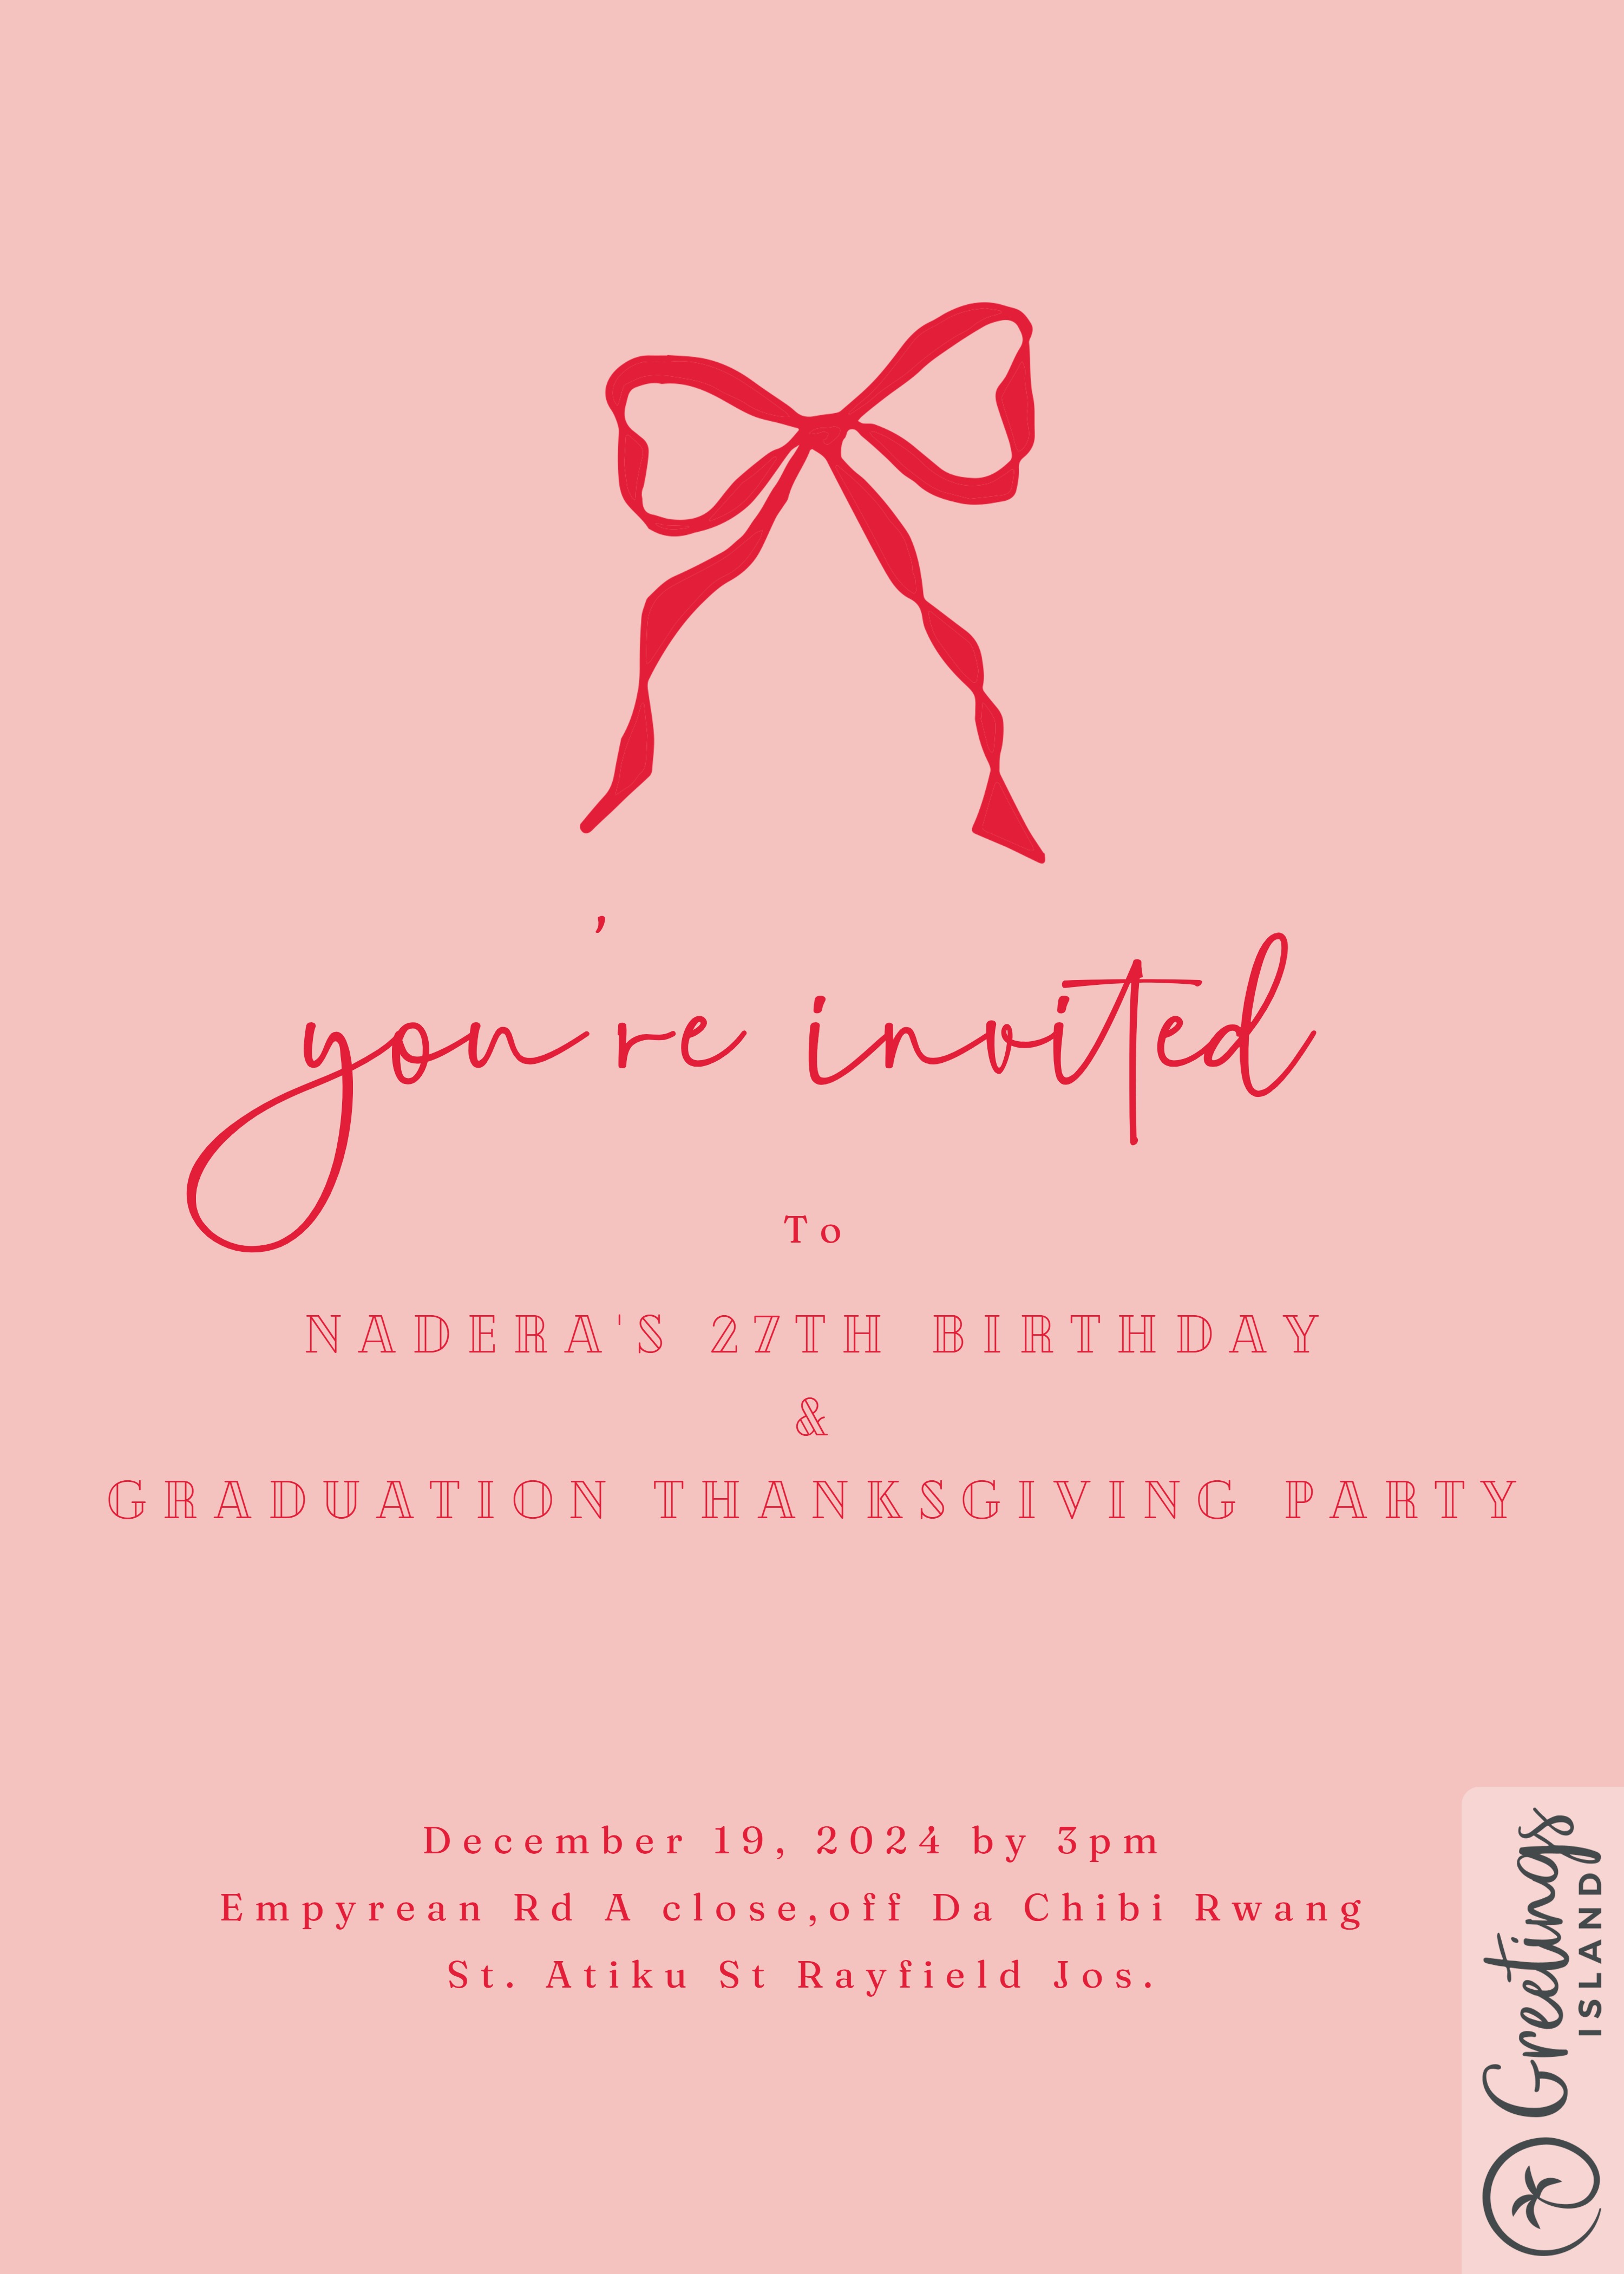 you're invited
To
NADERA'S 27TH BIRTHDAY
&
GRADUATION THANKSGIVING PARTY
December 19, 2024 by 3pm
Empyrean Rd A close,off Da Chibi Rwang
St. Atiku St Rayfield Jos.
Greetings
ISLAND